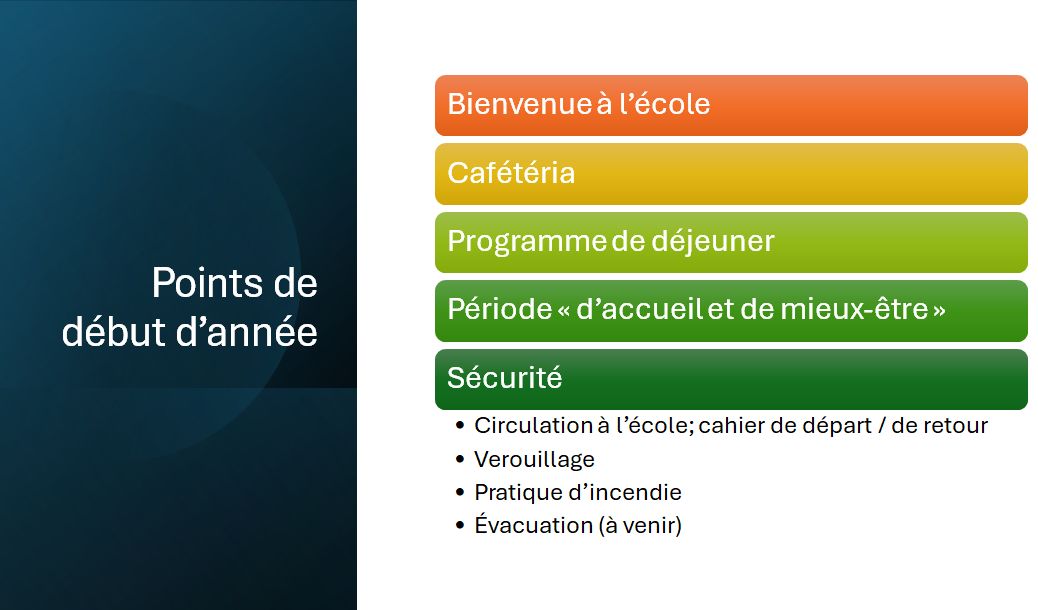 Points de
début d’année
Bienvenue à l’école
Cafétéria
Programme de déjeuner
Période « d’accueil et de mieux-être »
Sécurité
• Circulation à l’école; cahier de départ / de retour
• Verouillage
• Pratique d’incendie
• Évacuation (à venir)